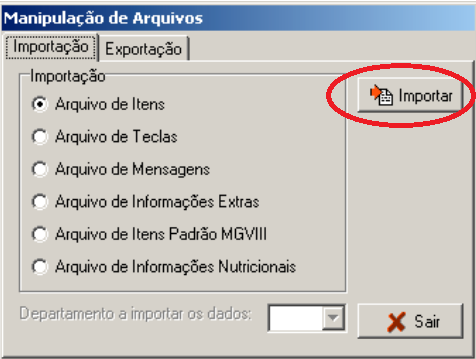 Manipulação de Arquivos
Importação Exportação
Importação
Arquivo de Itens
Importar
Arquivo de Teclas
Arquivo de Mensagens
Arquivo de Informações Extras
Arquivo de Itens Padrão MGVIII
Arquivo de Informações Nutricionais
Departamento a importar os dados:
Sair